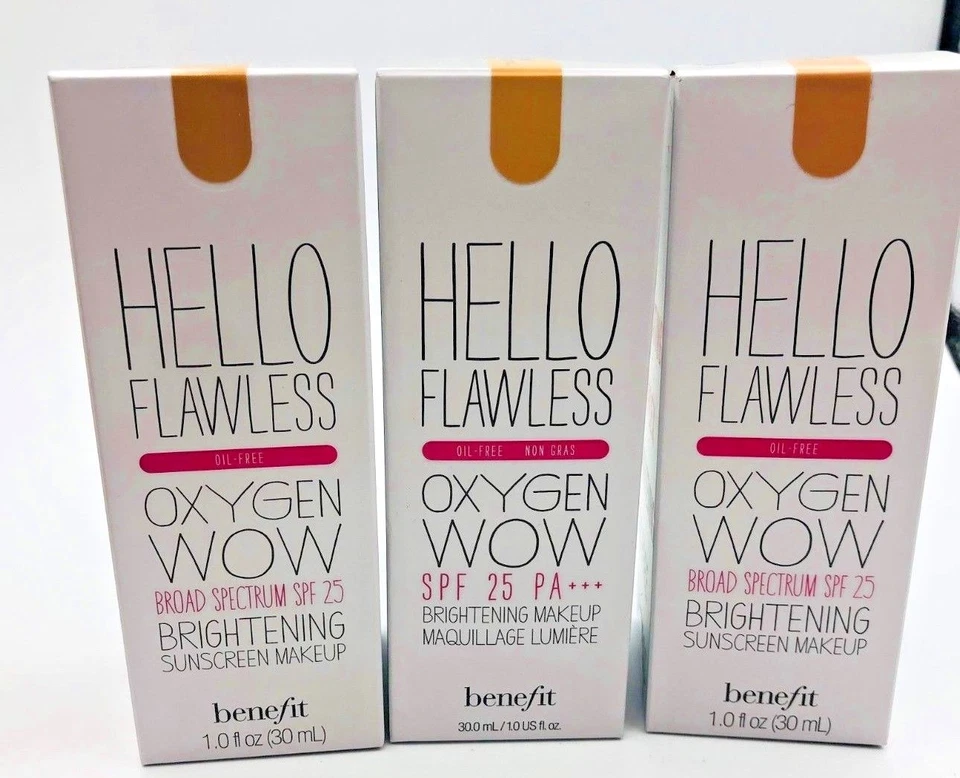 HELLO
FLAWLESS
OIL-FREE
OXYGEN
WOW
BROAD SPECTRUM SPF 25
BRIGHTENING
SUNSCREEN MAKEUP
benefit
1.0 fl oz (30 mL)
HELLO
FLAWLESS
OIL-FREE NON GRAS
OXYGEN
WOW
SPF 25 PA+++
BRIGHTENING MAKEUP
MAQUILLAGE LUMIÈRE
benefit
30.0 mL / 1.0 US fl. oz.
HELLO
FLAWLESS
OIL-FREE
OXYGEN
WOW
BROAD SPECTRUM SPF 25
BRIGHTENING
SUNSCREEN MAKEUP
benefit
1.0 fl oz (30 mL)